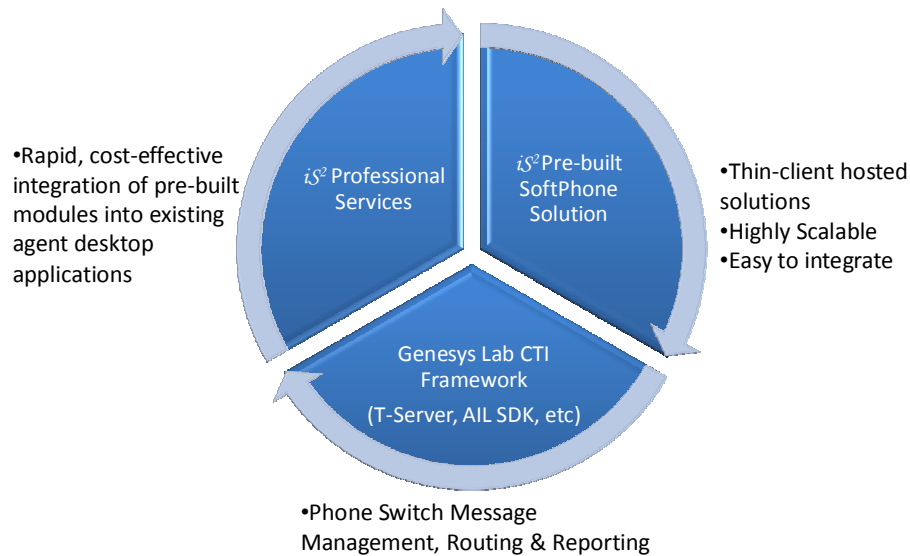 •Rapid, cost-effective
integration of pre-built
modules into existing
agent desktop
applications
iS² Professional
Services
iS² Pre-built
SoftPhone
Solution
•Thin-client hosted
solutions
•Highly Scalable
•Easy to integrate
Genesys Lab CTI
Framework
(T-Server, AIL SDK, etc)
•Phone Switch Message
Management, Routing & Reporting